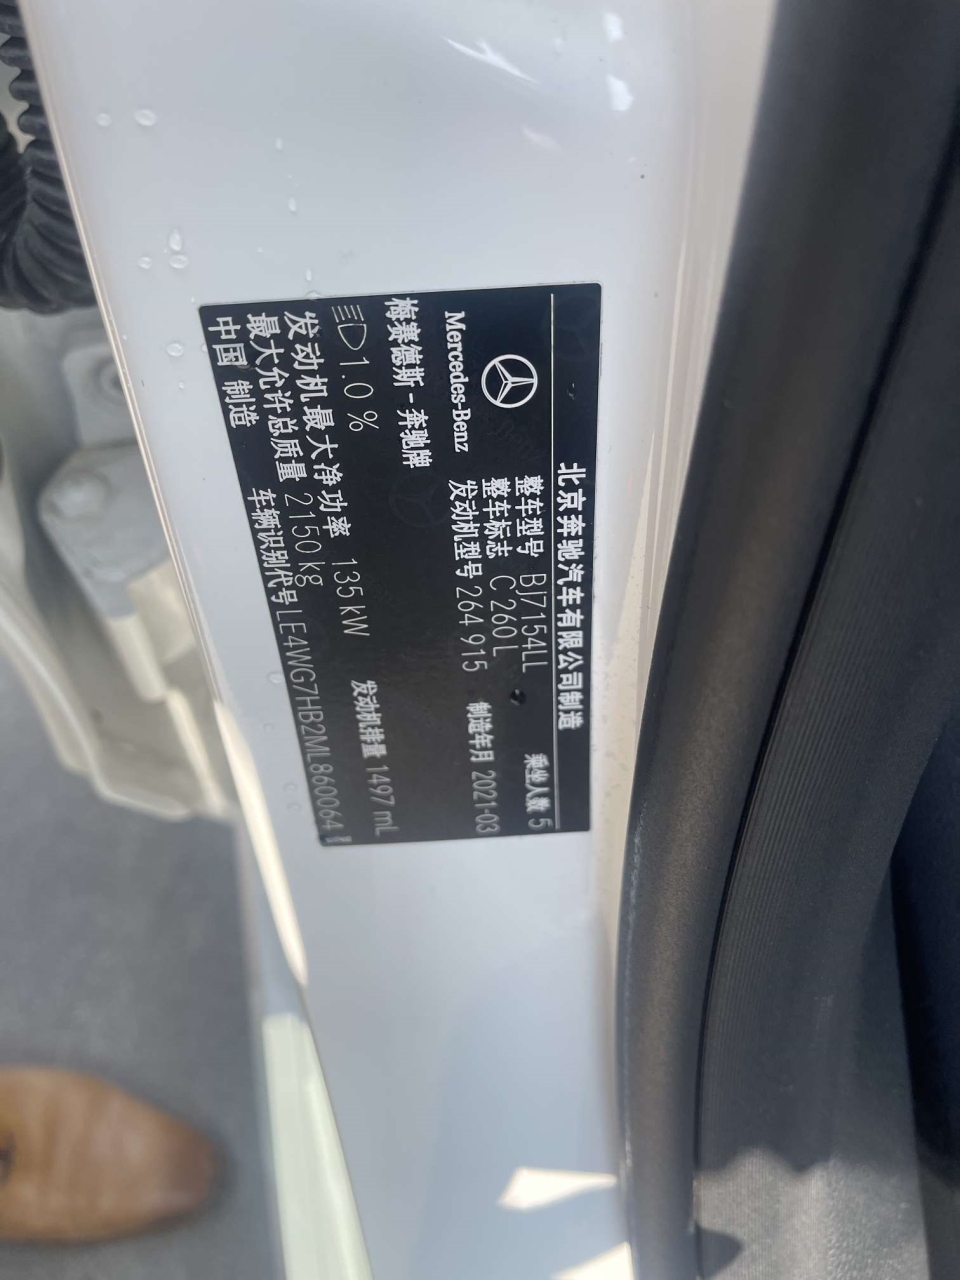 北京奔驰汽车有限公司制造
整车型号 BJ7154LL 乘坐人数 5
整车标志 C 260 L
Mercedes-Benz 发动机型号 264 915 制造年月 2021-03
梅赛德斯-奔驰牌
1.0 % 发动机排量 1497 mL
发动机最大净功率 135 kW
最大允许总质量 2150 kg
中国 制造 车辆识别代号 LE4WG7HB2ML860064